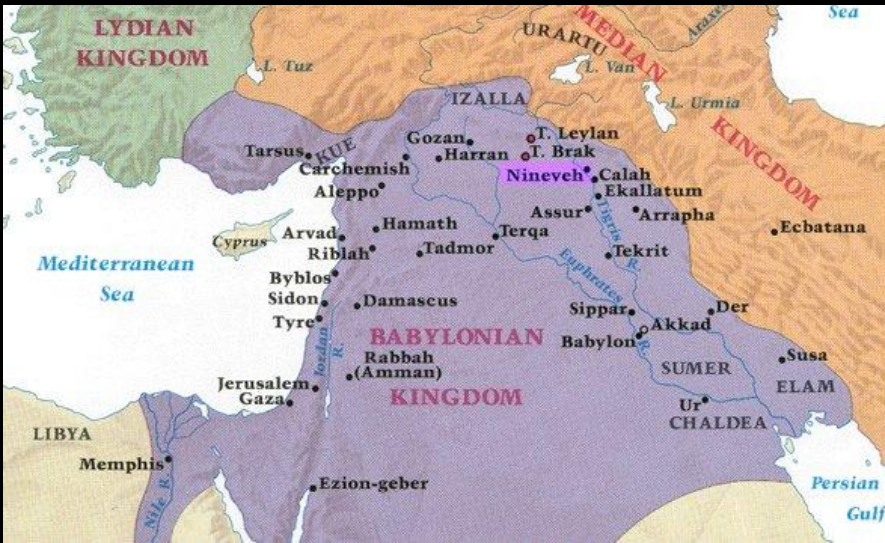 LYDIAN
KINGDOM
L. Tuz
URARTU
MEDIAN
KINGDOM
Araxes
Sea
L. Van
L. Urmia
IZALLA
Gozan
T. Leylan
Tarsus
KUE
Harran
T. Brak
Carchemish
Nineveh
Calah
Aleppo
Ekallatum
Assur
Arrapha
Tigris R.
Ecbatana
Cyprus
Arvad
Hamath
Terqa
Riblah
Tadmor
Tekrit
Mediterranean
Sea
Byblos
Euphrates R.
Sidon
Damascus
Sippar
Der
Tyre
Akkad
Babylon
BABYLONIAN
KINGDOM
Jordan R.
Rabbah
(Amman)
SUMER
Susa
ELAM
Jerusalem
Gaza
Ur
CHALDEA
LIBYA
Memphis
Nile R.
Ezion-geber
Persian
Gulf